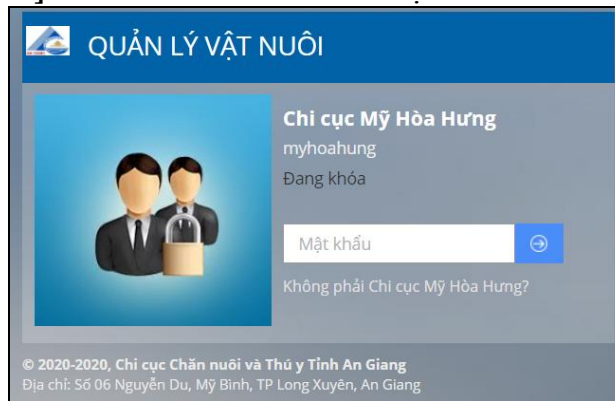 QUẢN LÝ VẬT NUÔI
Chi cục Mỹ Hòa Hưng
myhoahung
Đang khóa
Mật khẩu
Không phải Chi cục Mỹ Hòa Hưng?
© 2020-2020, Chi cục Chăn nuôi và Thú y Tỉnh An Giang
Địa chỉ: Số 06 Nguyễn Du, Mỹ Bình, TP Long Xuyên, An Giang